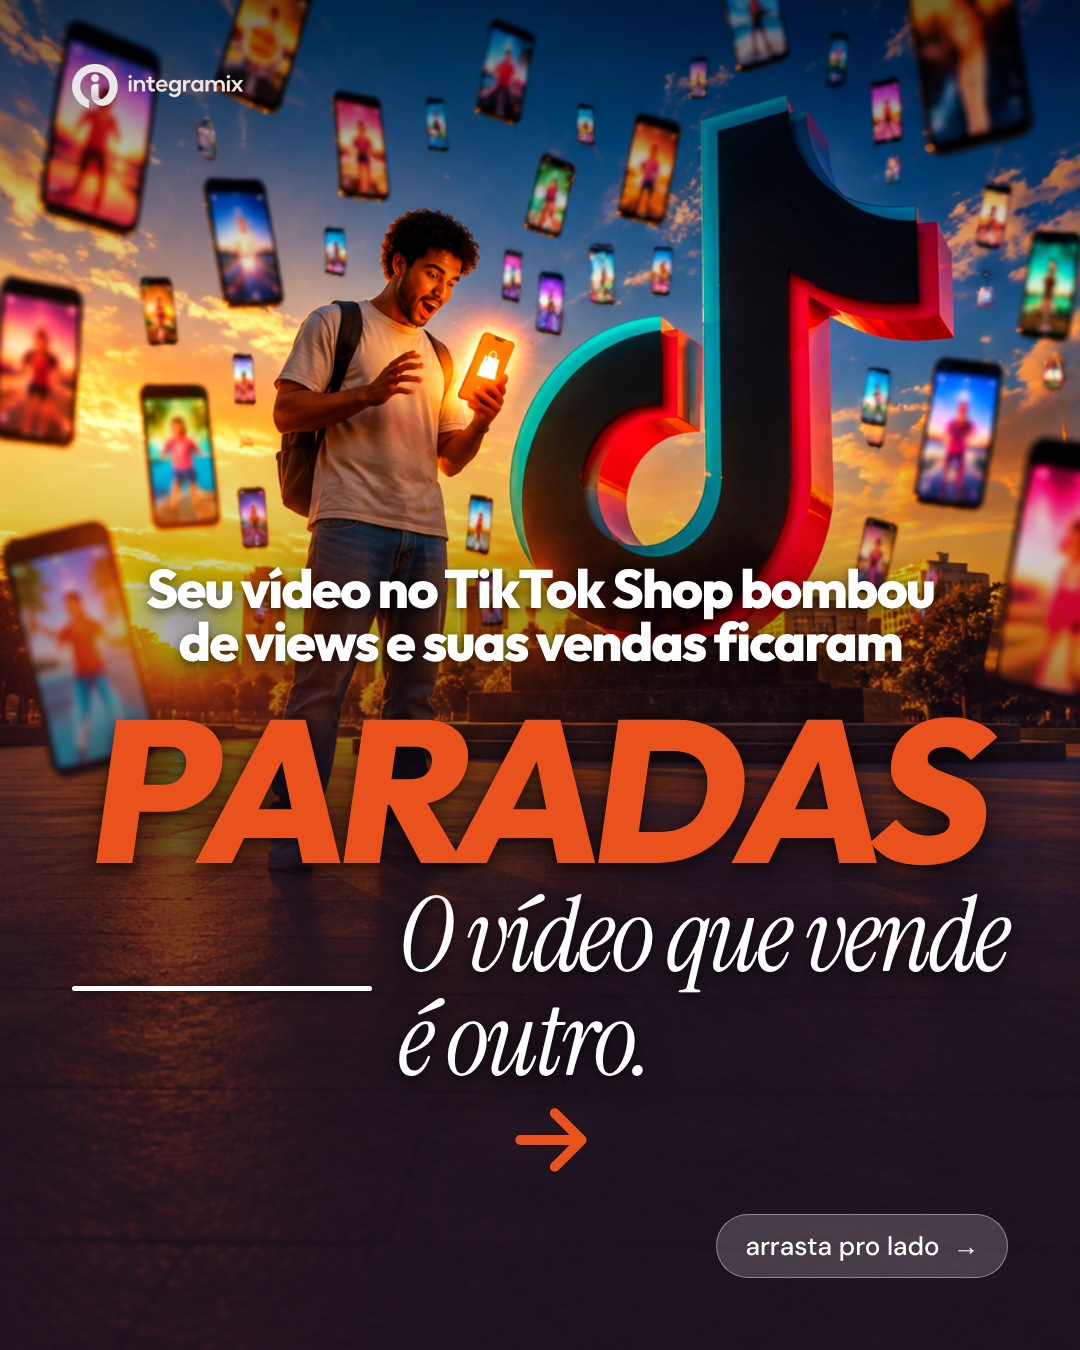 integramix
Seu vídeo no TikTok Shop bombou
de views e suas vendas ficaram
PARADAS
O vídeo que vende
é outro.
→
arrasta pro lado →